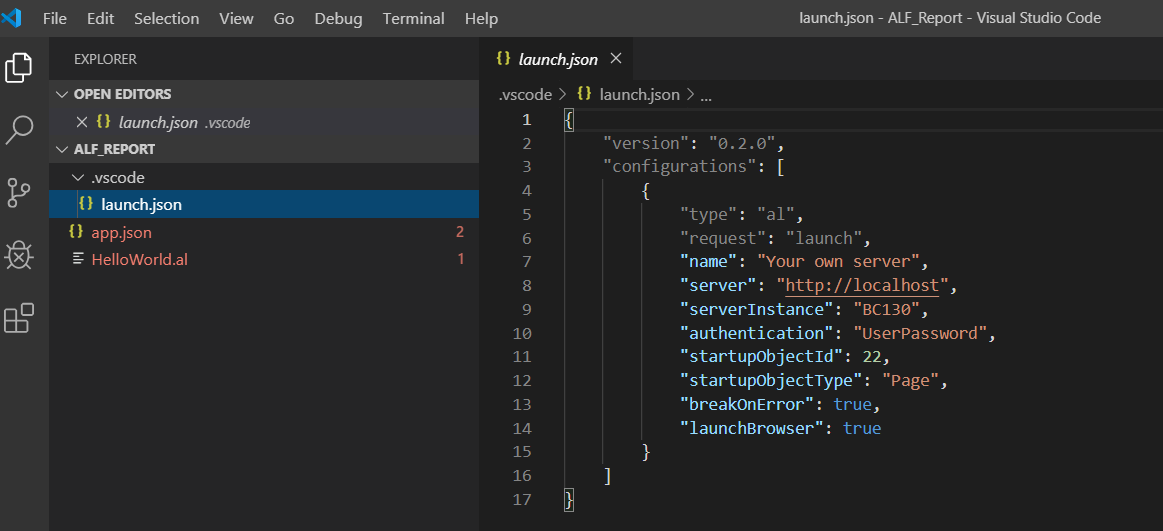 File Edit Selection View Go Debug Terminal Help launch.json - ALF_Report - Visual Studio Code
EXPLORER
OPEN EDITORS
launch.json .vscode
ALF_REPORT
.vscode
{} launch.json
{} app.json 2
HelloWorld.al 1
{} launch.json
.vscode > {} launch.json > ...
1 {
2 "version": "0.2.0",
3 "configurations": [
4 {
5 "type": "al",
6 "request": "launch",
7 "name": "Your own server",
8 "server": "http://localhost",
9 "serverInstance": "BC130",
10 "authentication": "UserPassword",
11 "startupObjectId": 22,
12 "startupObjectType": "Page",
13 "breakOnError": true,
14 "launchBrowser": true
15 }
16 ]
17 }